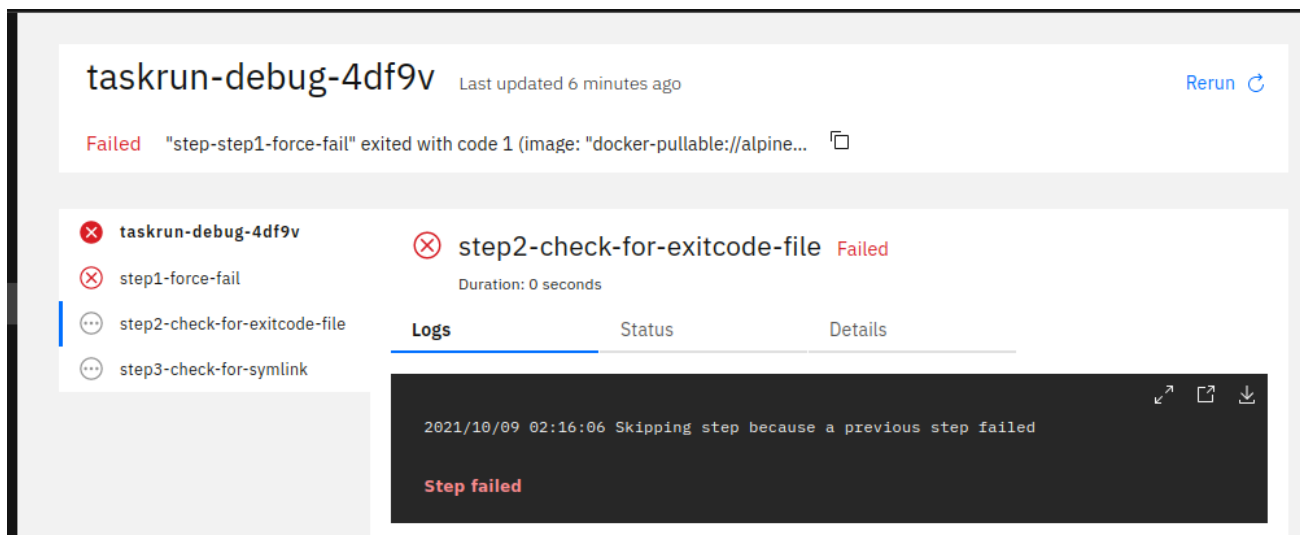 taskrun-debug-4df9v Last updated 6 minutes ago Rerun
Failed "step-step1-force-fail" exited with code 1 (image: "docker-pullable://alpine...
taskrun-debug-4df9v
step1-force-fail
step2-check-for-exitcode-file
step3-check-for-symlink
step2-check-for-exitcode-file Failed
Duration: 0 seconds
Logs Status Details
2021/10/09 02:16:06 Skipping step because a previous step failed
Step failed